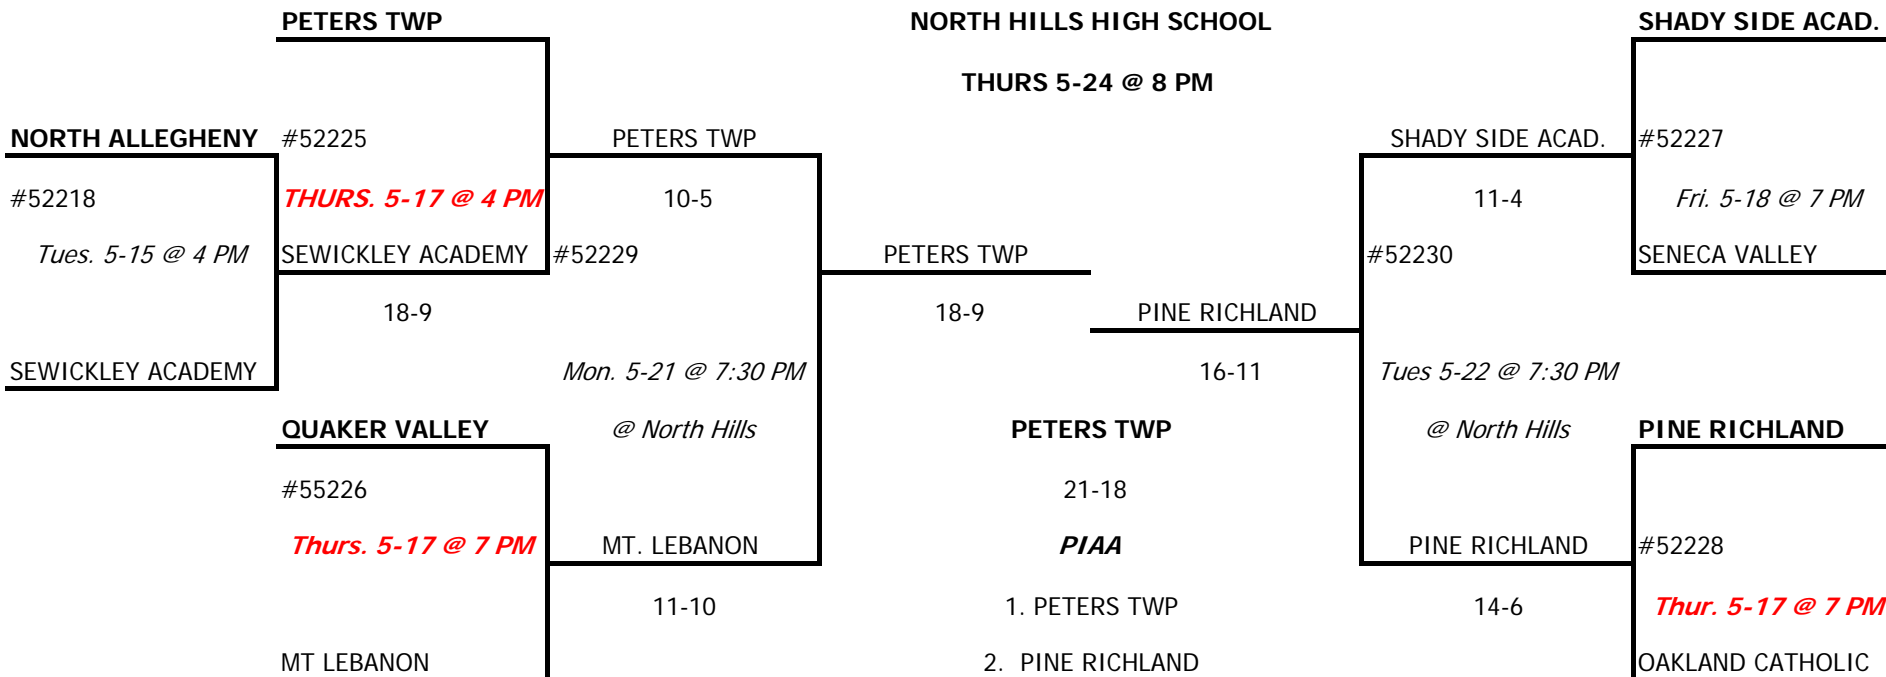 PETERS TWP NORTH HILLS HIGH SCHOOL SHADY SIDE ACAD.
THURS 5-24 @ 8 PM
NORTH ALLEGHENY #52225 PETERS TWP SHADY SIDE ACAD. #52227
#52218 THURS. 5-17 @ 4 PM 10-5 11-4 Fri. 5-18 @ 7 PM
Tues. 5-15 @ 4 PM SEWICKLEY ACADEMY #52229 PETERS TWP #52230 SENECA VALLEY
18-9 18-9 PINE RICHLAND
SEWICKLEY ACADEMY Mon. 5-21 @ 7:30 PM 16-11 Tues 5-22 @ 7:30 PM
QUAKER VALLEY @ North Hills PETERS TWP @ North Hills PINE RICHLAND
#55226 21-18
Thurs. 5-17 @ 7 PM MT. LEBANON PIAA PINE RICHLAND #52228
11-10 1. PETERS TWP 14-6 Thur. 5-17 @ 7 PM
MT LEBANON 2. PINE RICHLAND OAKLAND CATHOLIC